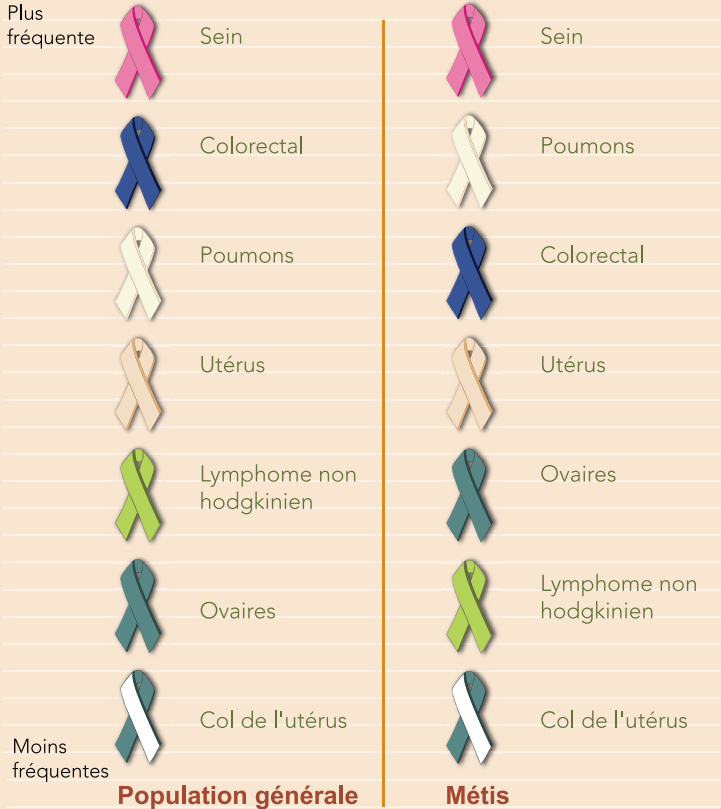 Plus
fréquente
Sein
Colorectal
Poumons
Utérus
Lymphome non
hodgkinien
Ovaires
Col de l'utérus
Moins
fréquentes
Population générale
Sein
Poumons
Colorectal
Utérus
Ovaires
Lymphome non
hodgkinien
Col de l'utérus
Métis